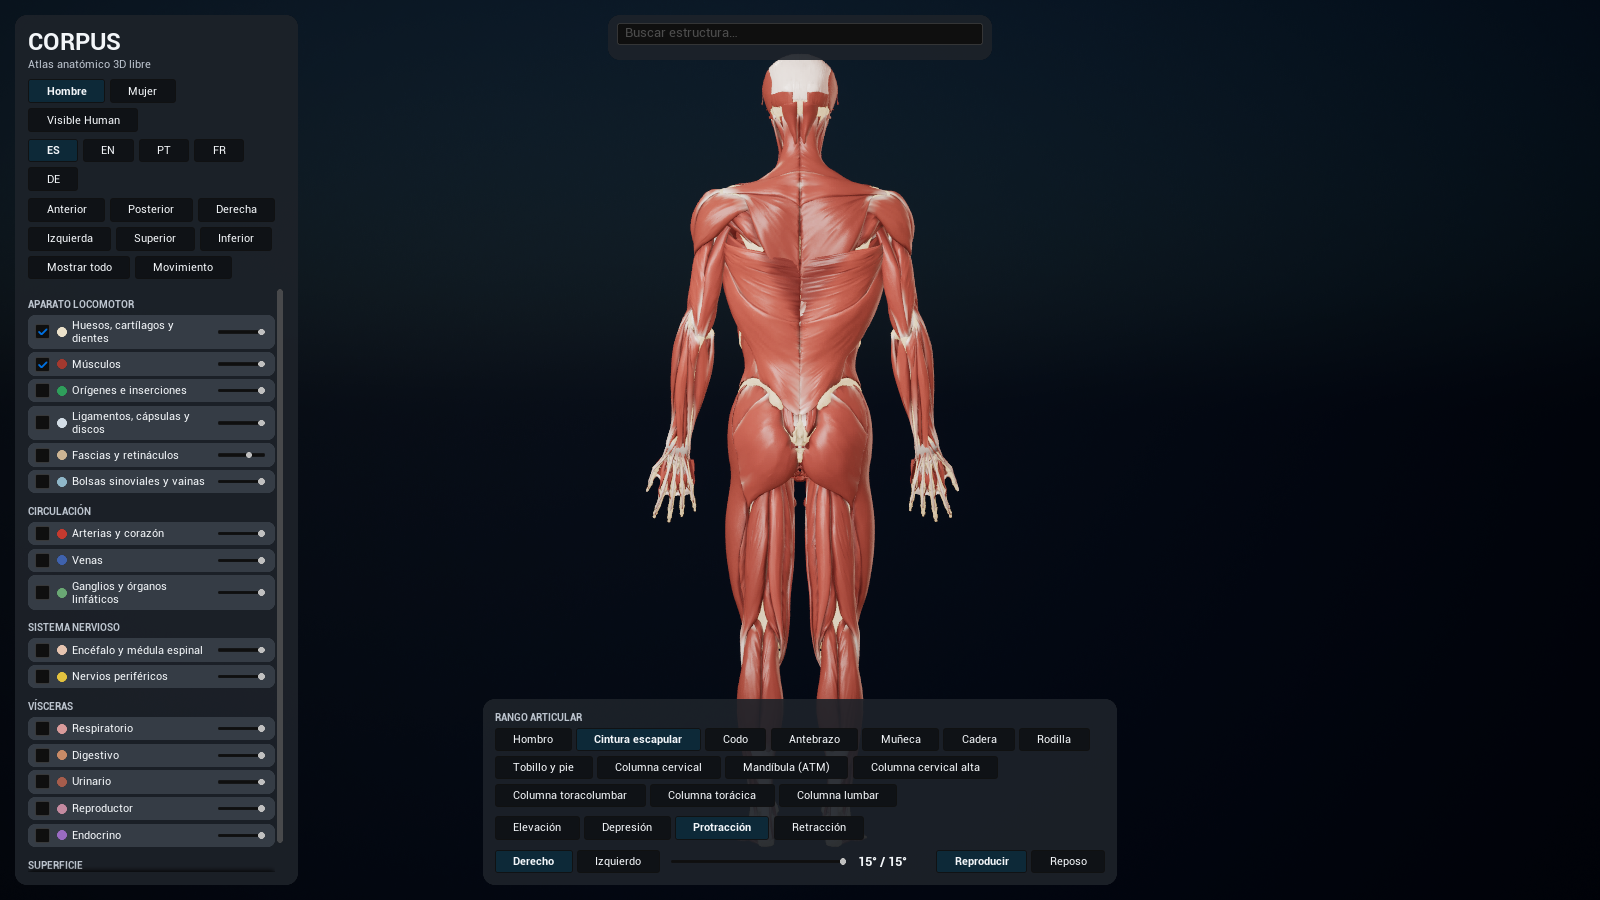 CORPUS
Atlas anatómico 3D libre
Hombre Mujer
Visible Human
ES EN PT FR
DE
Anterior Posterior Derecha
Izquierda Superior Inferior
Mostrar todo Movimiento
APARATO LOCOMOTOR
Huesos, cartílagos y
dientes
Músculos
Orígenes e inserciones
Ligamentos, cápsulas y
discos
Fascias y retináculos
Bolsas sinoviales y vainas
CIRCULACIÓN
Arterias y corazón
Venas
Ganglios y órganos
linfáticos
SISTEMA NERVIOSO
Encéfalo y médula espinal
Nervios periféricos
VÍSCERAS
Respiratorio
Digestivo
Urinario
Reproductor
Endocrino
SUPERFICIE
Buscar estructura...
RANGO ARTICULAR
Hombro Cintura escapular Codo Antebrazo Muñeca Cadera Rodilla
Tobillo y pie Columna cervical Mandíbula (ATM) Columna cervical alta
Columna toracolumbar Columna torácica Columna lumbar
Elevación Depresión Protracción Retracción
Derecho Izquierdo 15° / 15° Reproducir Reposo